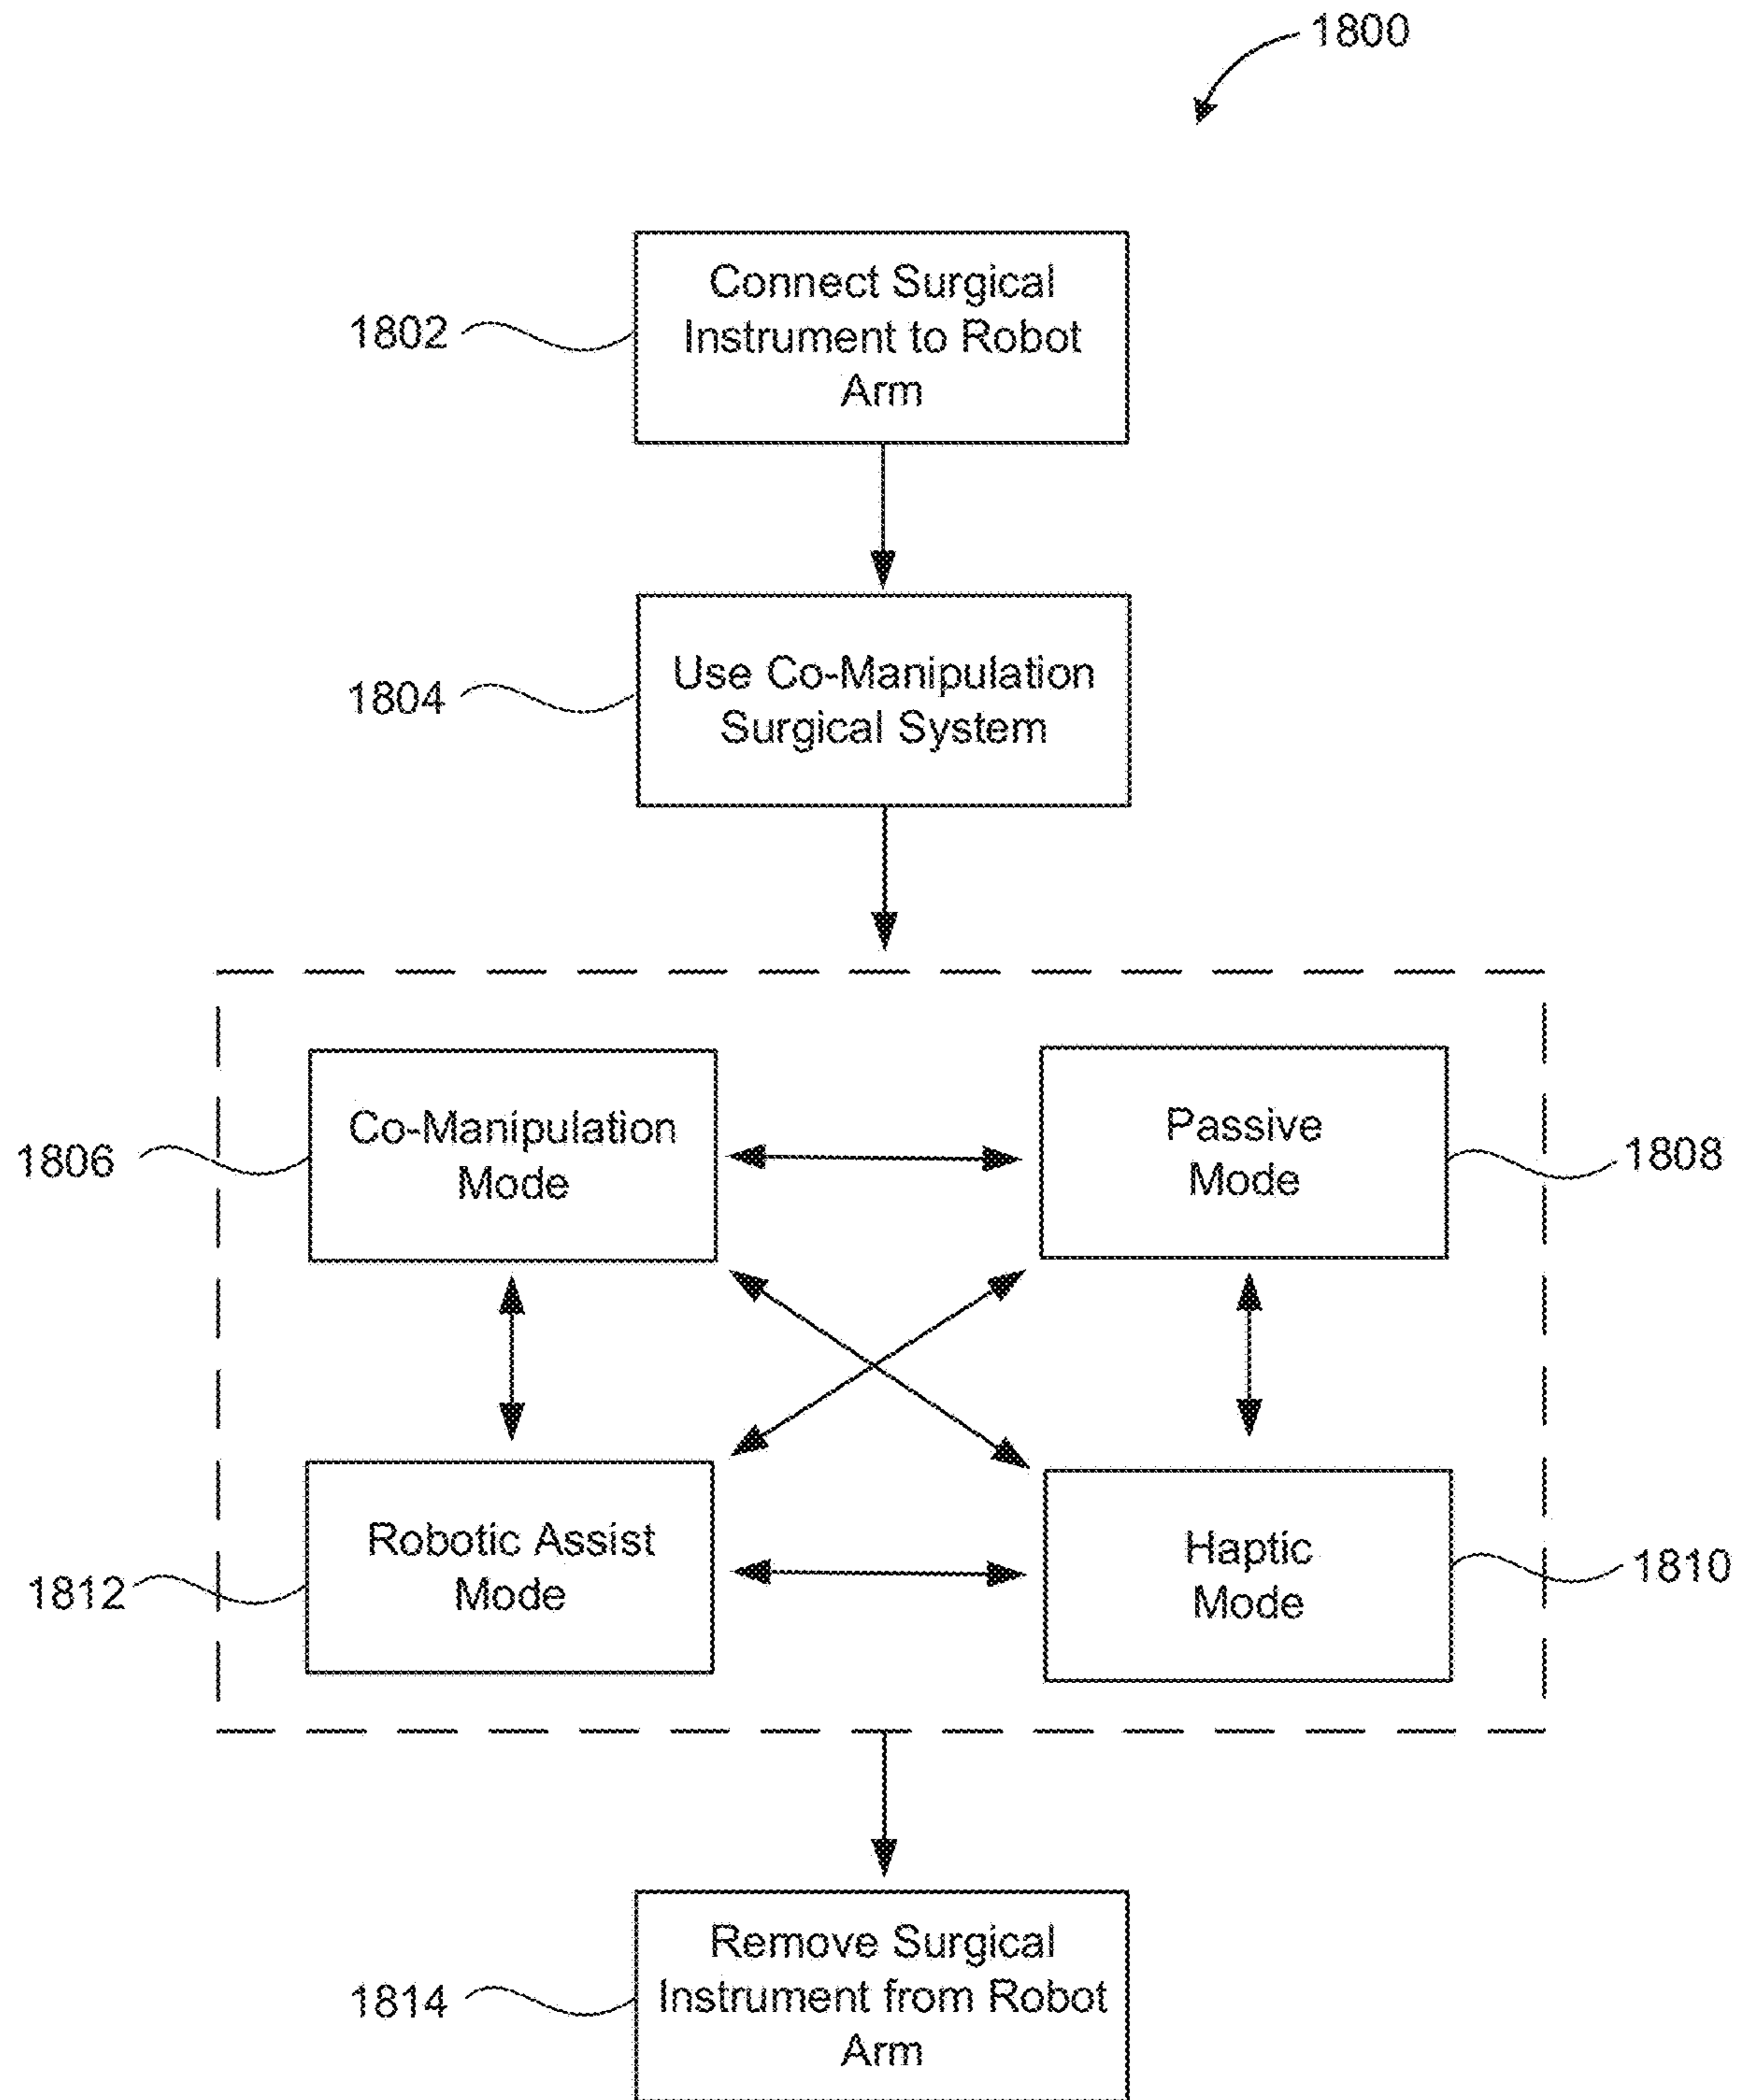 1800
Connect Surgical
Instrument to Robot
Arm
1802
Use Co-Manipulation
Surgical System
1804
Co-Manipulation
Mode
1806
Passive
Mode
1808
Robotic Assist
Mode
1812
Haptic
Mode
1810
Remove Surgical
Instrument from Robot
Arm
1814